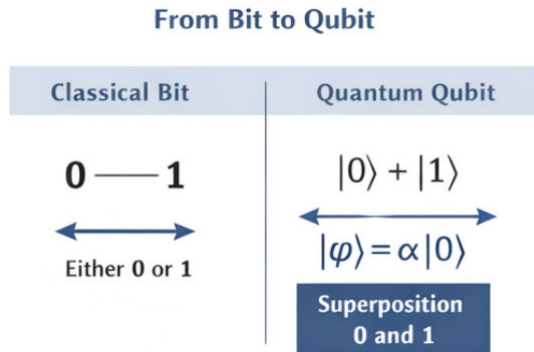 From Bit to Qubit
Classical Bit
Quantum Qubit
0 — 1
|0⟩ + |1⟩
Either 0 or 1
|φ⟩ = α|0⟩
Superposition
0 and 1